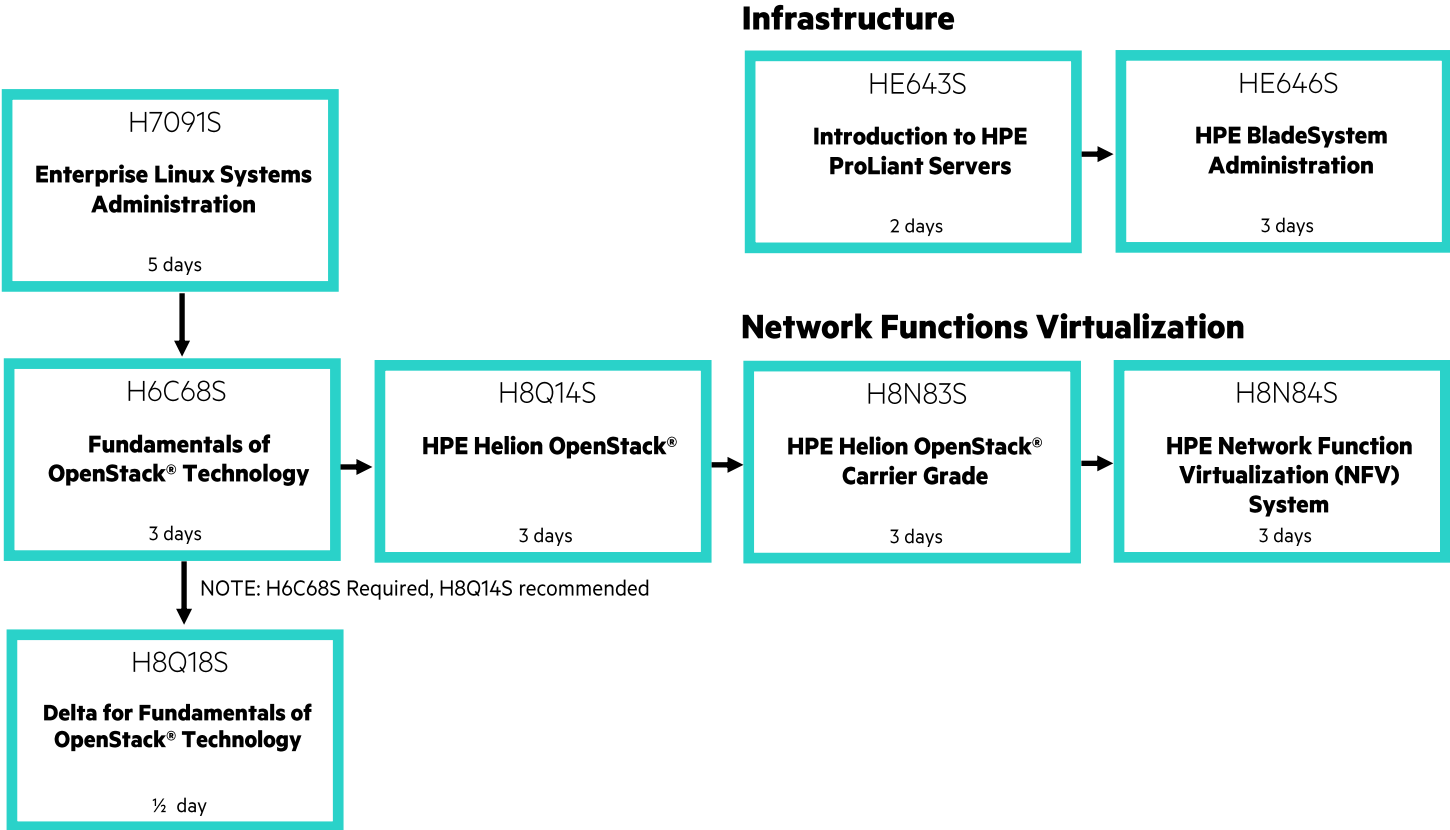 Infrastructure
HE643S
Introduction to HPE
ProLiant Servers
2 days
HE646S
HPE BladeSystem
Administration
3 days
H7091S
Enterprise Linux Systems
Administration
5 days
Network Functions Virtualization
H6C68S
Fundamentals of
OpenStack® Technology
3 days
H8Q14S
HPE Helion OpenStack®
3 days
H8N83S
HPE Helion OpenStack®
Carrier Grade
3 days
H8N84S
HPE Network Function
Virtualization (NFV)
System
3 days
NOTE: H6C68S Required, H8Q14S recommended
H8Q18S
Delta for Fundamentals of
OpenStack® Technology
½ day